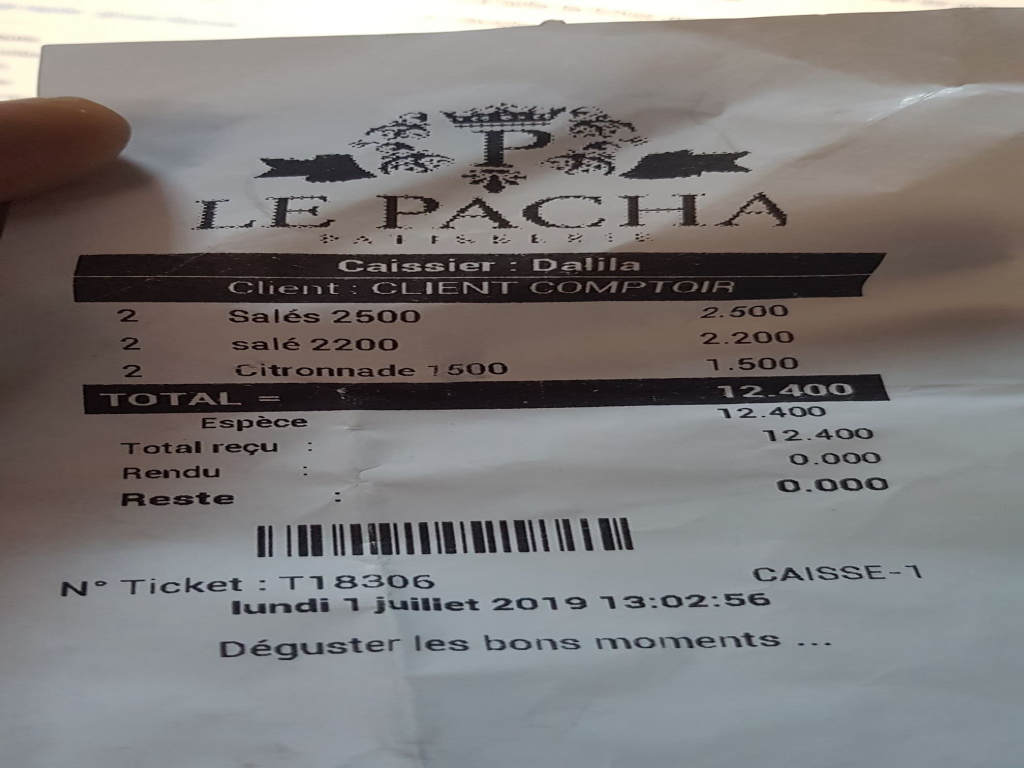 P
LE PACHA
PATISSERIE
Caissier : Dalila
Client : CLIENT COMPTOIR
2 Salés 2500 2.500
2 salé 2200 2.200
2 Citronnade 1500 1.500
TOTAL = 12.400
Espèce 12.400
Total reçu : 12.400
Rendu : 0.000
Reste : 0.000
N° Ticket : T18306 CAISSE-1
lundi 1 juillet 2019 13:02:56
Déguster les bons moments ...